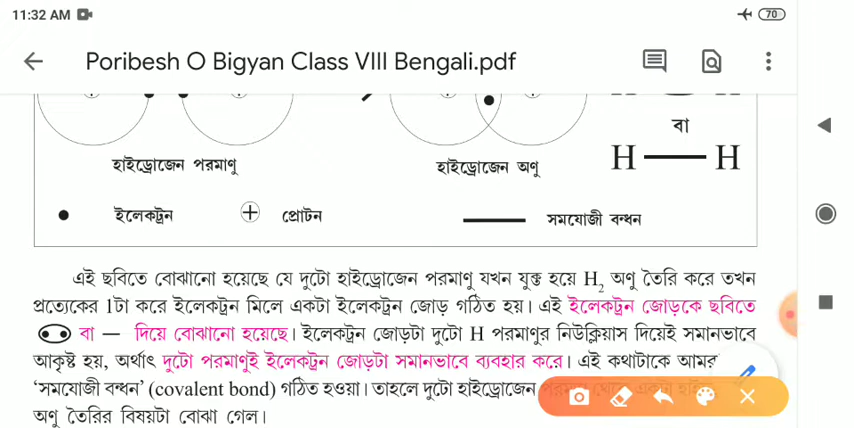 11:32 AM
70
Poribesh O Bigyan Class VIII Bengali.pdf
বা
H — H
হাইড্রোজেন পরমাণু
হাইড্রোজেন অণু
ইলেকট্রন
প্রোটন
সমযোজী বন্ধন
এই ছবিতে বোঝানো হয়েছে যে দুটো হাইড্রোজেন পরমাণু যখন যুক্ত হয়ে H₂ অণু তৈরি করে তখন
প্রত্যেকের 1টা করে ইলেকট্রন মিলে একটা ইলেকট্রন জোড় গঠিত হয়। এই ইলেকট্রন জোড়কে ছবিতে
বা — দিয়ে বোঝানো হয়েছে। ইলেকট্রন জোড়টা দুটো H পরমাণুর নিউক্লিয়াস দিয়েই সমানভাবে
আকৃষ্ট হয়, অর্থাৎ দুটো পরমাণুই ইলেকট্রন জোড়টা সমানভাবে ব্যবহার করে। এই কথাটাকে আমর
‘সমযোজী বন্ধন’ (covalent bond) গঠিত হওয়া। তাহলে দুটো হাইড্রোজেন
অণু তৈরির বিষয়টা বোঝা গেল।